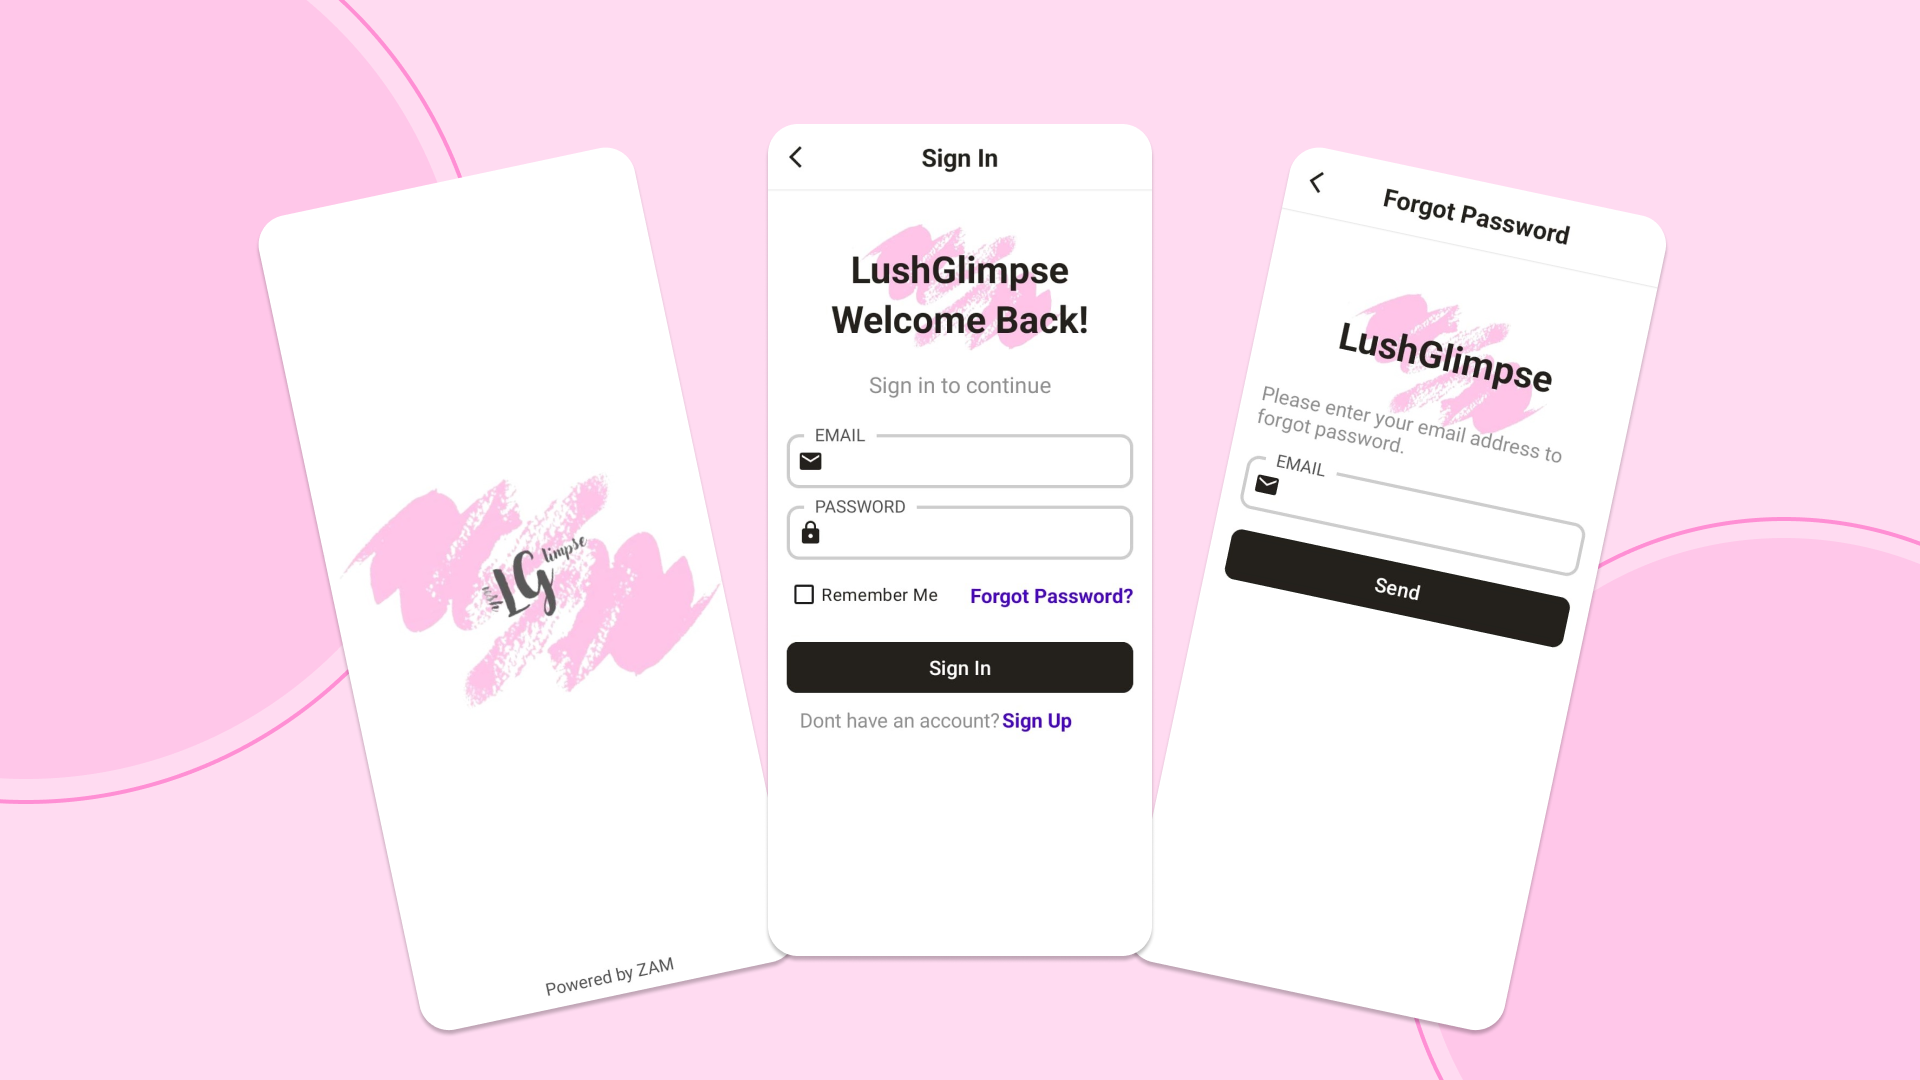 limpse
LG
ush
Powered by ZAM
Sign In
LushGlimpse
Welcome Back!
Sign in to continue
EMAIL
PASSWORD
Remember Me
Forgot Password?
Sign In
Dont have an account? Sign Up
Forgot Password
LushGlimpse
Please enter your email address to
forgot password.
EMAIL
Send